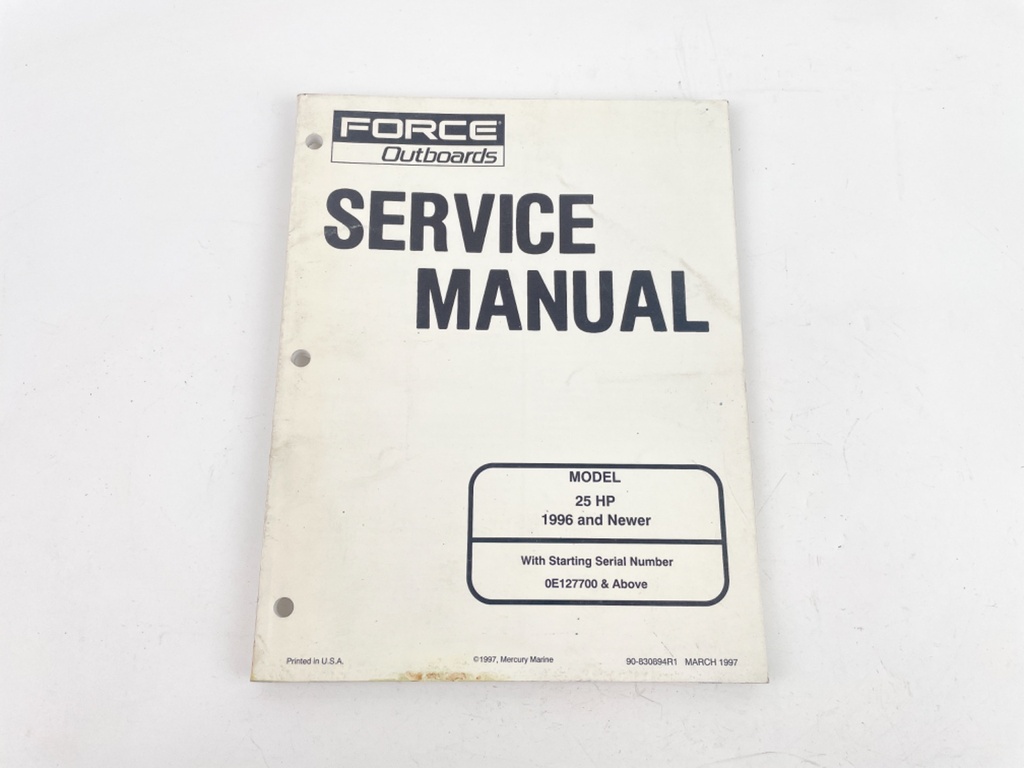 FORCE
Outboards
SERVICE
MANUAL
MODEL
25 HP
1996 and Newer
With Starting Serial Number
0E127700 & Above
Printed in U.S.A.
©1997, Mercury Marine
90-830894R1 MARCH 1997